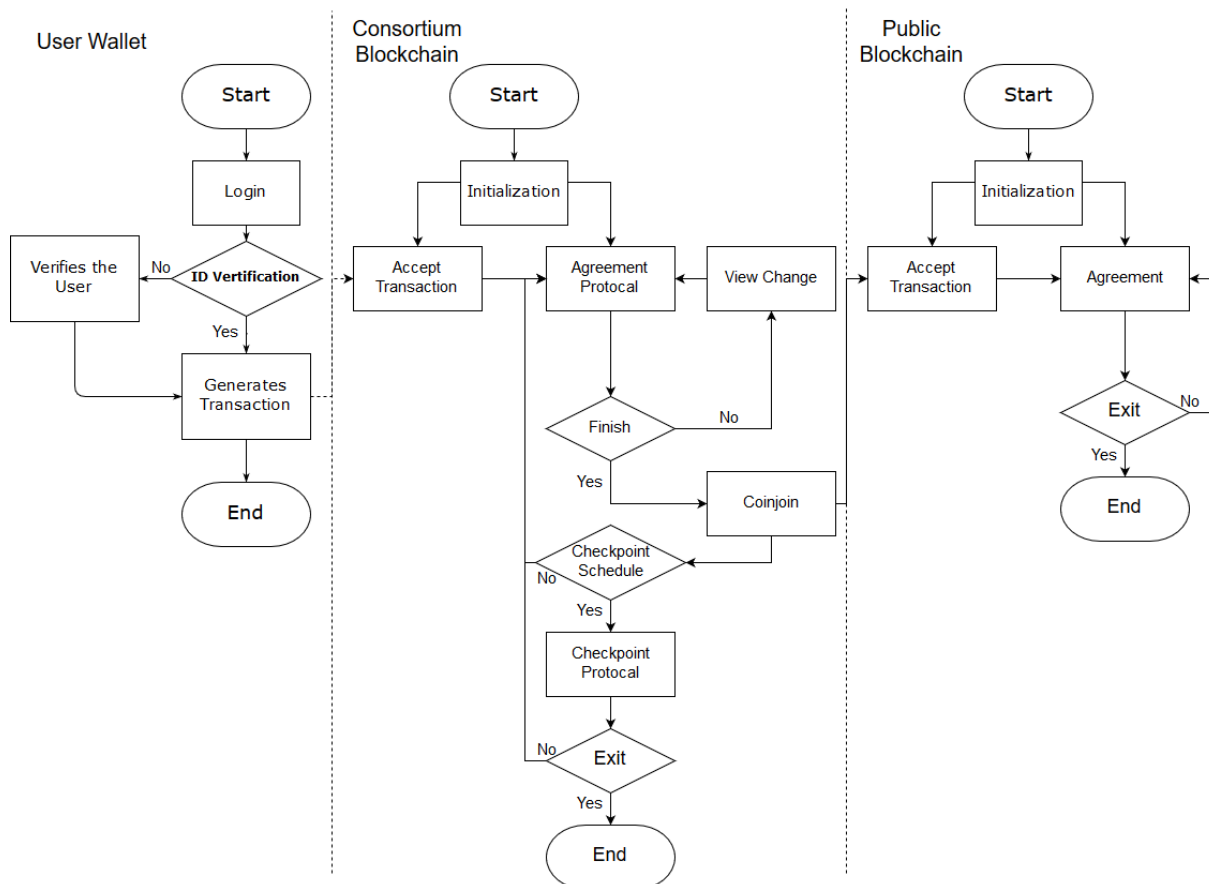 User Wallet
Start
Login
ID Vertification
No
Verifies the
User
Yes
Generates
Transaction
End
Consortium
Blockchain
Start
Initialization
Accept
Transaction
Agreement
Protocal
View Change
Finish
No
Yes
Coinjoin
Checkpoint
Schedule
No
Yes
Checkpoint
Protocal
No
Exit
Yes
End
Public
Blockchain
Start
Initialization
Accept
Transaction
Agreement
Exit
No
Yes
End